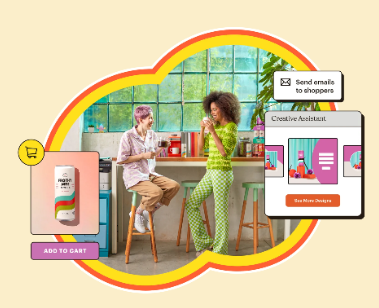 Send emails
to shoppers
Creative Assistant
See More Designs
ADD TO CART